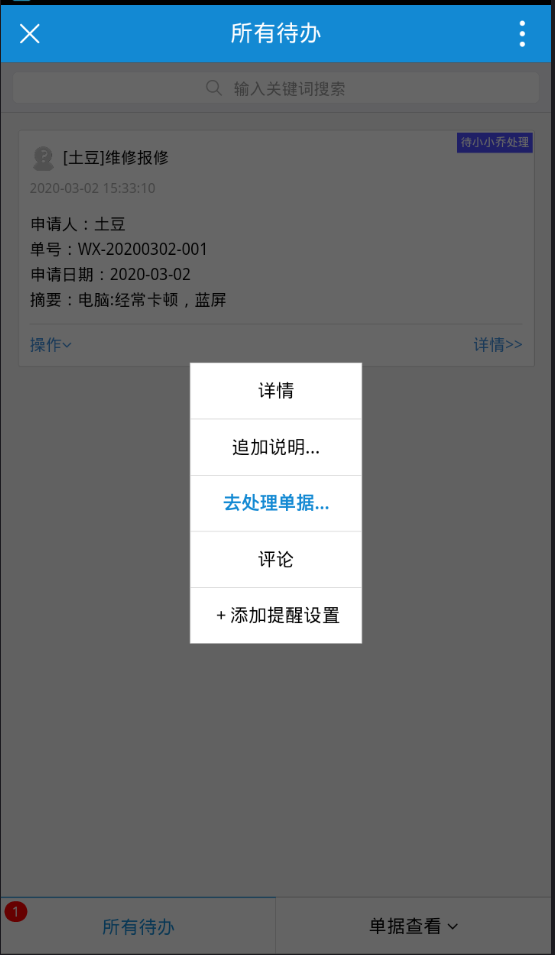 所有待办
输入关键词搜索
待小小乔处理
[土豆]维修报修
2020-03-02 15:33:10
申请人：土豆
单号：WX-20200302-001
申请日期：2020-03-02
摘要：电脑:经常卡顿，蓝屏
操作
详情>>
详情
追加说明...
去处理单据...
评论
+ 添加提醒设置
1
所有待办
单据查看